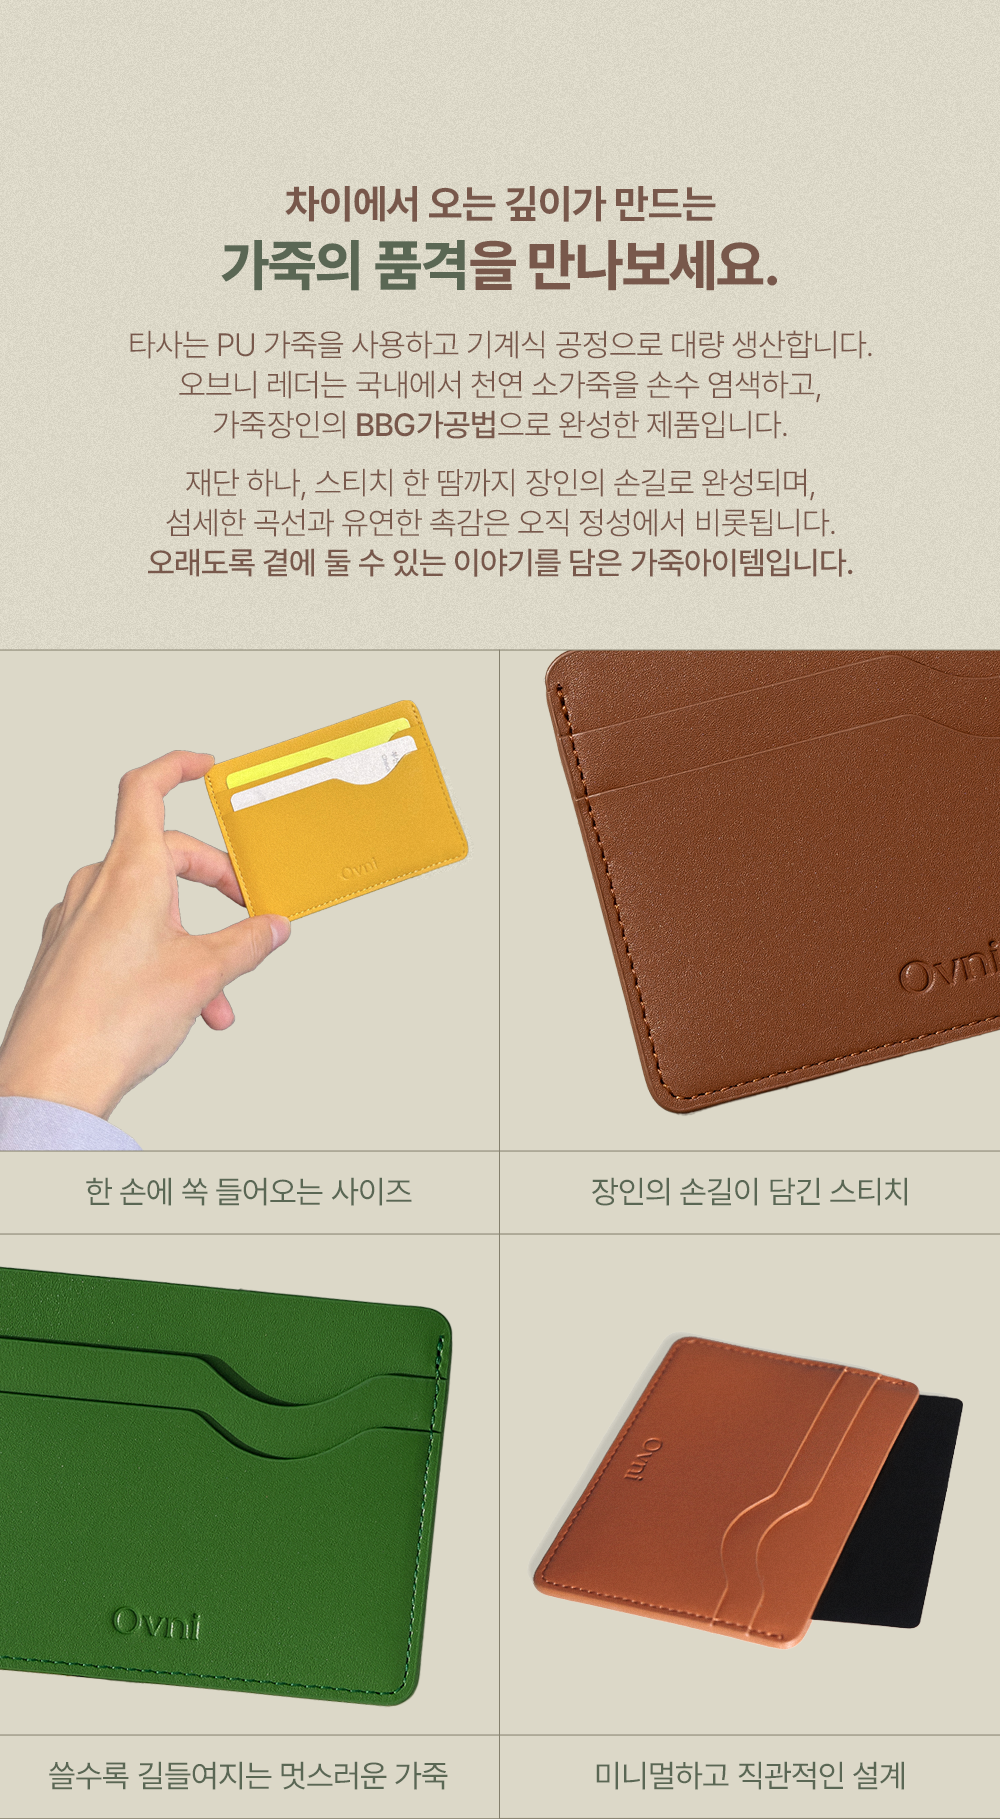 차이에서 오는 깊이가 만드는
가죽의 품격을 만나보세요.
타사는 PU 가죽을 사용하고 기계식 공정으로 대량 생산합니다.
오브니 레더는 국내에서 천연 소가죽을 손수 염색하고,
가죽장인의 BBG가공법으로 완성한 제품입니다.
재단 하나, 스티치 한 땀까지 장인의 손길로 완성되며,
섬세한 곡선과 유연한 촉감은 오직 정성에서 비롯됩니다.
오래도록 곁에 둘 수 있는 이야기를 담은 가죽아이템입니다.
Ovni
Ovni
한 손에 쏙 들어오는 사이즈
장인의 손길이 담긴 스티치
Ovni
Ovni
쓸수록 길들여지는 멋스러운 가죽
미니멀하고 직관적인 설계